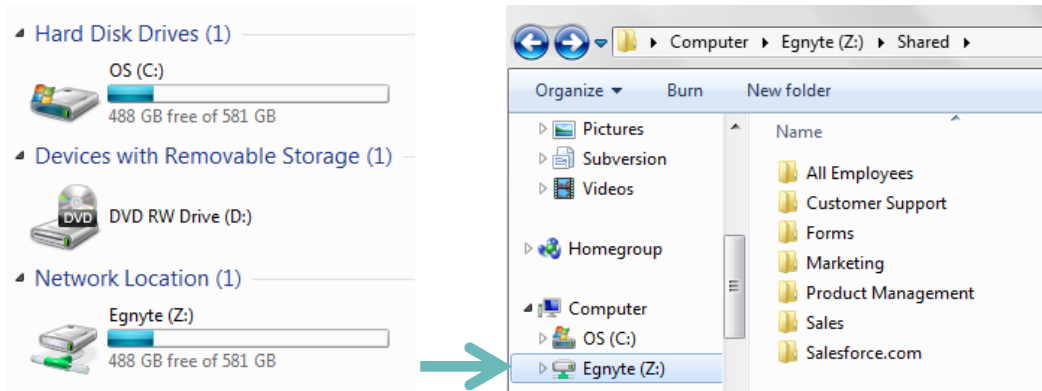 Hard Disk Drives (1)
OS (C:)
488 GB free of 581 GB
Devices with Removable Storage (1)
DVD
DVD RW Drive (D:)
Network Location (1)
Egnyte (Z:)
488 GB free of 581 GB
Computer Egnyte (Z:) Shared
Organize Burn New folder
Pictures
Subversion
Videos
Homegroup
Computer
OS (C:)
Egnyte (Z:)
Name
All Employees
Customer Support
Forms
Marketing
Product Management
Sales
Salesforce.com